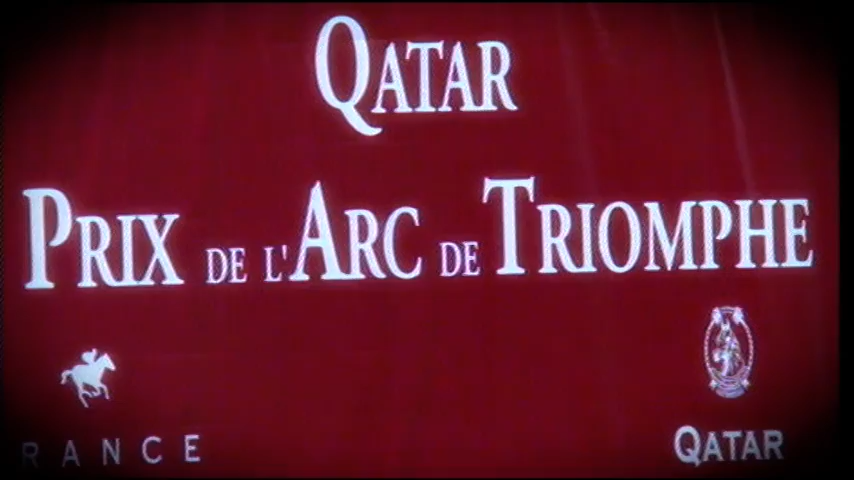 QATAR
PRIX DE L'ARC DE TRIOMPHE
RANCE
QATAR